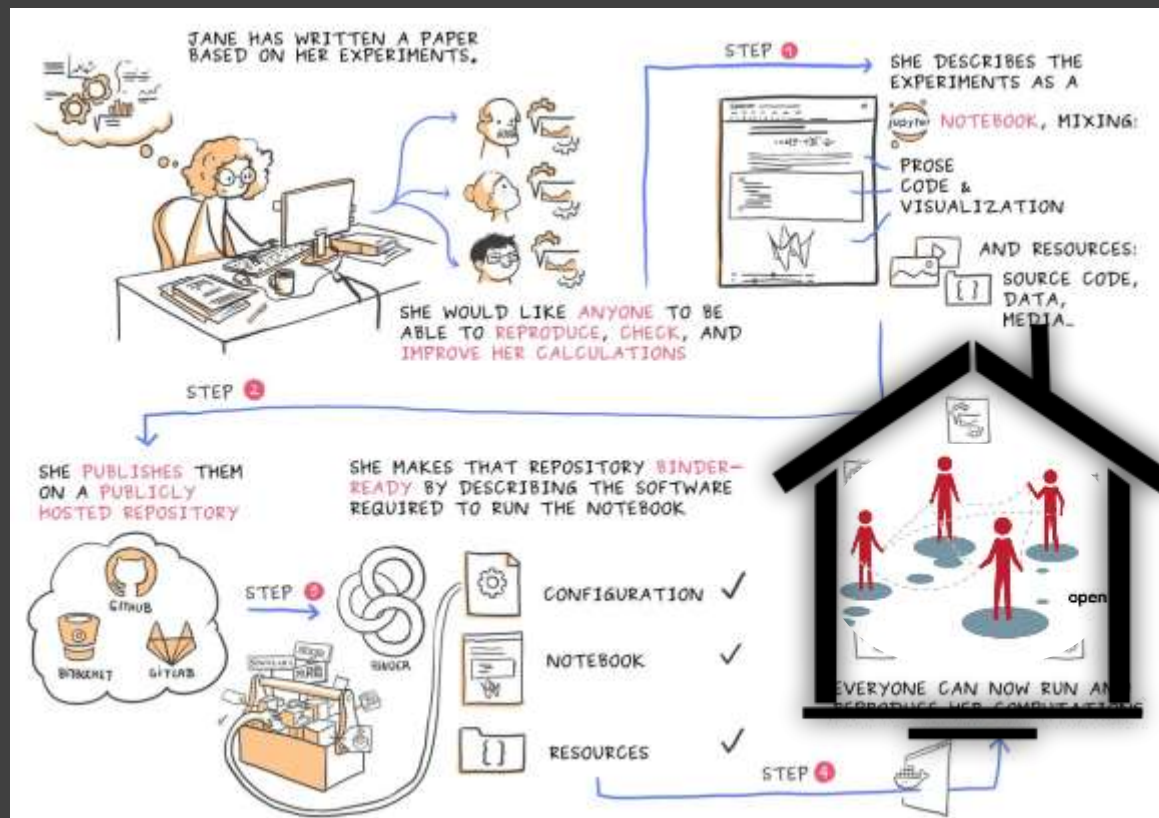 JANE HAS WRITTEN A PAPER
BASED ON HER EXPERIMENTS.
SHE WOULD LIKE ANYONE TO BE
ABLE TO REPRODUCE, CHECK, AND
IMPROVE HER CALCULATIONS
STEP 1
SHE DESCRIBES THE
EXPERIMENTS AS A
jupyter NOTEBOOK, MIXING:
PROSE
CODE &
VISUALIZATION
AND RESOURCES:
SOURCE CODE,
DATA,
MEDIA...
STEP 2
SHE PUBLISHES THEM
ON A PUBLICLY
HOSTED REPOSITORY
GITHUB
BITBUCKET
GITLAB
STEP 3
SHE MAKES THAT REPOSITORY BINDER-
READY BY DESCRIBING THE SOFTWARE
REQUIRED TO RUN THE NOTEBOOK
BINDER
CONFIGURATION
NOTEBOOK
RESOURCES
STEP 4
open
EVERYONE CAN NOW RUN AN
REPRODUCE HER COMPUTATIONS